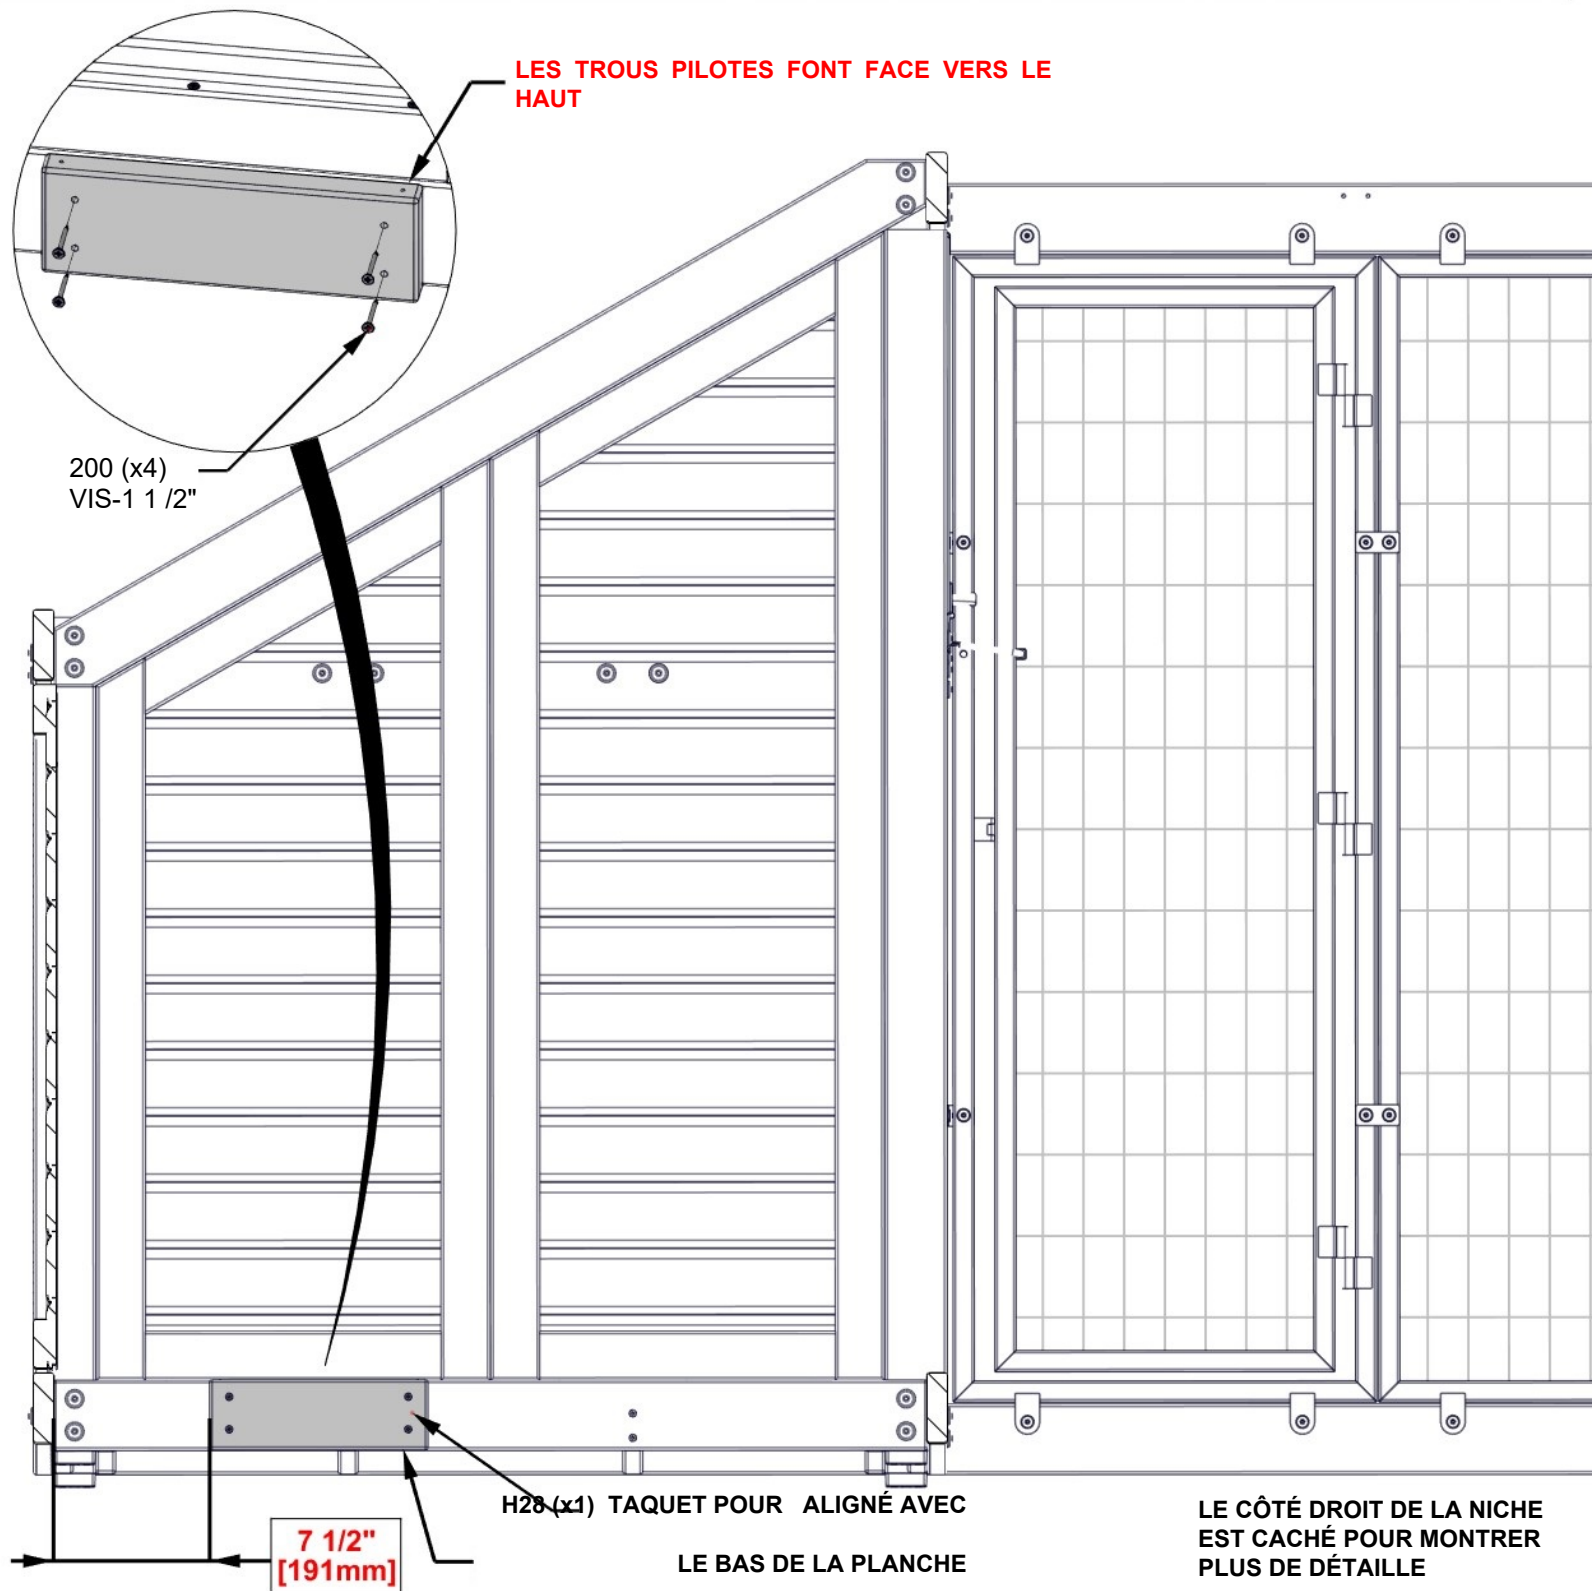 LES TROUS PILOTES FONT FACE VERS LE
HAUT
200 (x4)
VIS-1 1 /2"
H28 (x1) TAQUET POUR ALIGNÉ AVEC
LE BAS DE LA PLANCHE
7 1/2"
[191mm]
LE CÔTÉ DROIT DE LA NICHE
EST CACHÉ POUR MONTRER
PLUS DE DÉTAILLE